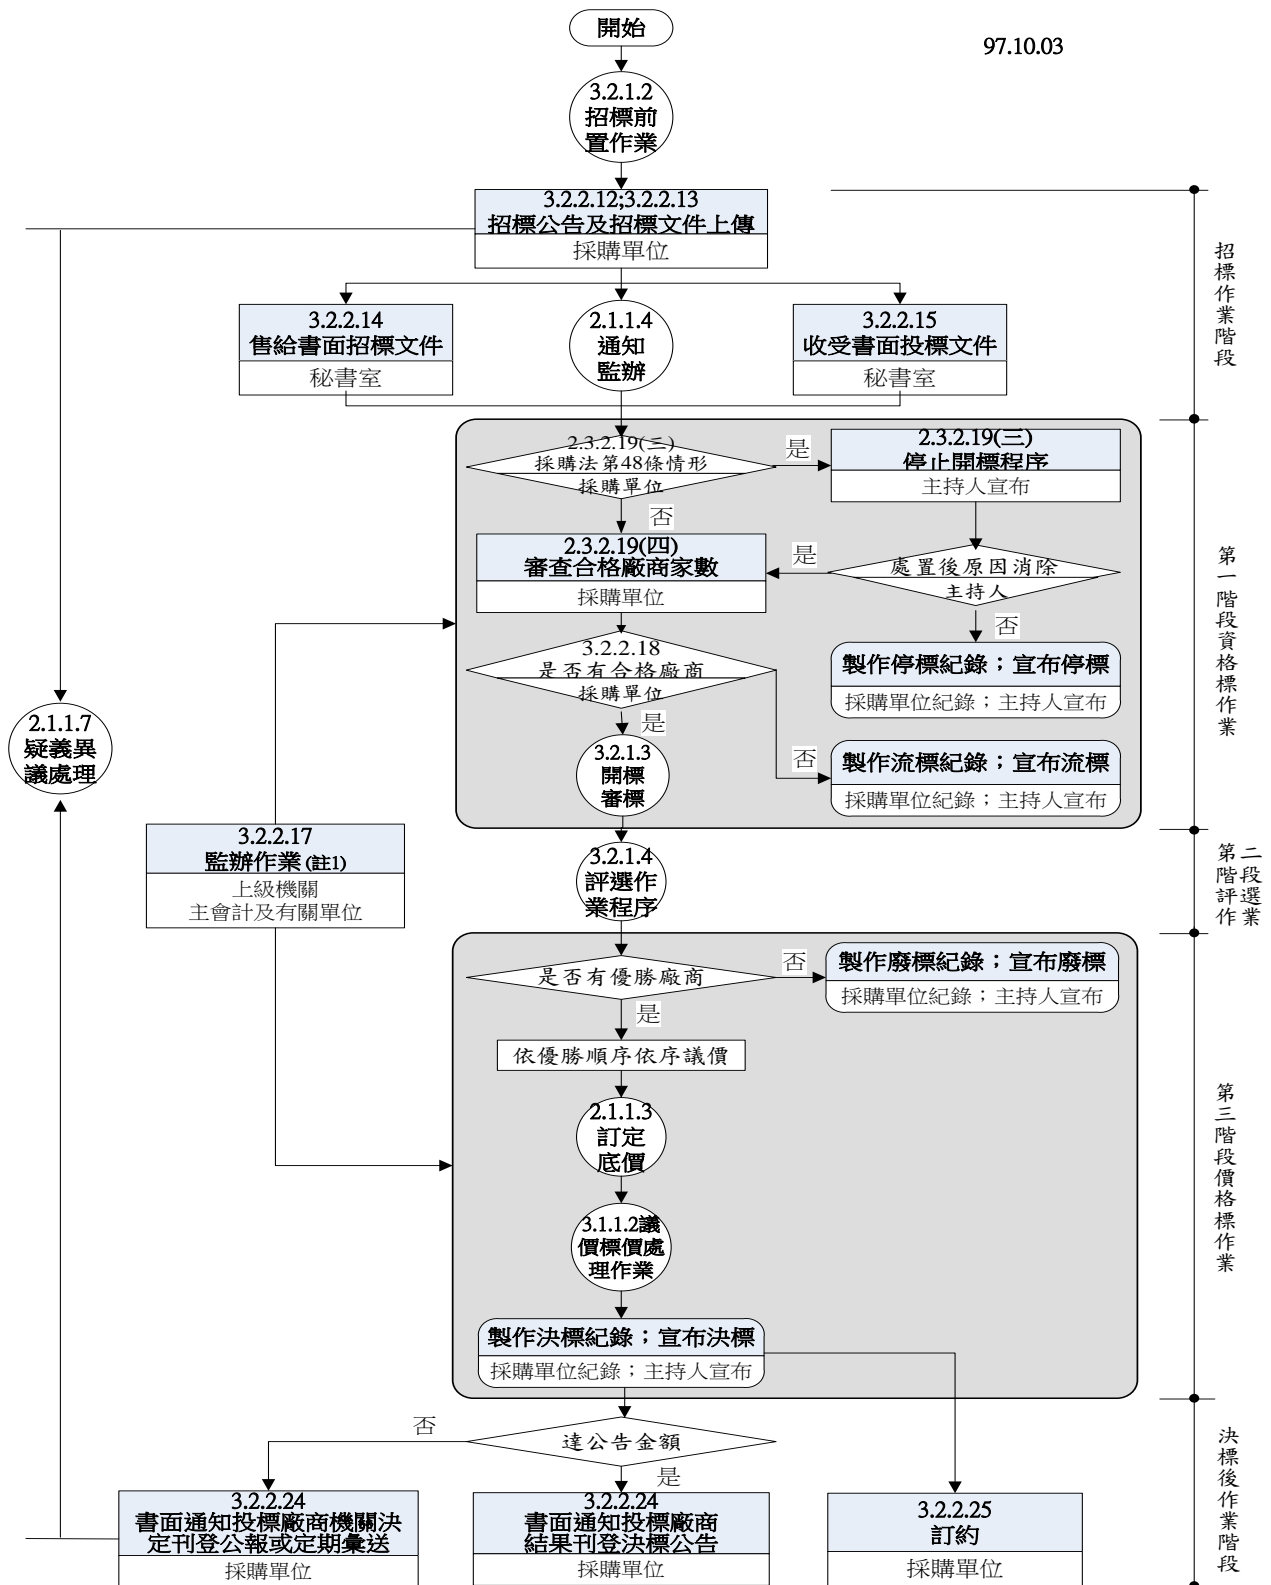 開始
97.10.03
3.2.1.2
招標前
置作業
3.2.2.12;3.2.2.13
招標公告及招標文件上傳
採購單位
招標作業階段
3.2.2.14
售給書面招標文件
秘書室
2.1.1.4
通知
監辦
3.2.2.15
收受書面投標文件
秘書室
2.3.2.19(三)
採購法第48條情形
採購單位
是
否
2.3.2.19(三)
停止開標程序
主持人宣布
2.3.2.19(四)
審查合格廠商家數
採購單位
是
處置後原因消除
主持人
否
第一階段資格標作業
3.2.2.18
是否有合格廠商
採購單位
是
否
製作停標紀錄；宣布停標
採購單位紀錄；主持人宣布
2.1.1.7
疑義異
議處理
3.2.1.3
開標
審標
製作流標紀錄；宣布流標
採購單位紀錄；主持人宣布
3.2.2.17
監辦作業(註1)
上級機關
主會計及有關單位
3.2.1.4
評選作
業程序
第二階段評選作業
是否有優勝廠商
否
是
製作廢標紀錄；宣布廢標
採購單位紀錄；主持人宣布
依優勝順序依序議價
2.1.1.3
訂定
底價
第三階段價格標作業
3.1.1.2議
價標價處
理作業
製作決標紀錄；宣布決標
採購單位紀錄；主持人宣布
達公告金額
否
是
決標後作業階段
3.2.2.24
書面通知投標廠商機關決
定刊登公報或定期彙送
採購單位
3.2.2.24
書面通知投標廠商
結果刊登決標公告
採購單位
3.2.2.25
訂約
採購單位